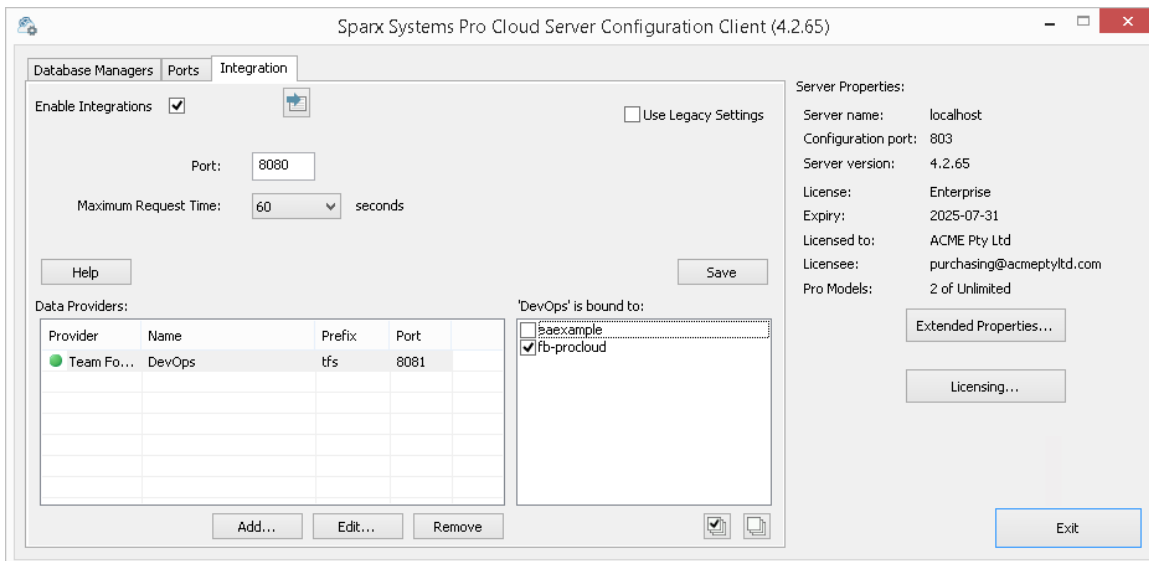 Sparx Systems Pro Cloud Server Configuration Client (4.2.65)
Database Managers Ports Integration
Enable Integrations
Use Legacy Settings
Port: 8080
Maximum Request Time: 60 seconds
Help Save
Data Providers:
Provider Name Prefix Port
Team Fo... DevOps tfs 8081
Add... Edit... Remove
'DevOps' is bound to:
eaexample
fb-procloud
Server Properties:
Server name: localhost
Configuration port: 803
Server version: 4.2.65
License: Enterprise
Expiry: 2025-07-31
Licensed to: ACME Pty Ltd
Licensee: purchasing@acmeptyltd.com
Pro Models: 2 of Unlimited
Extended Properties...
Licensing...
Exit